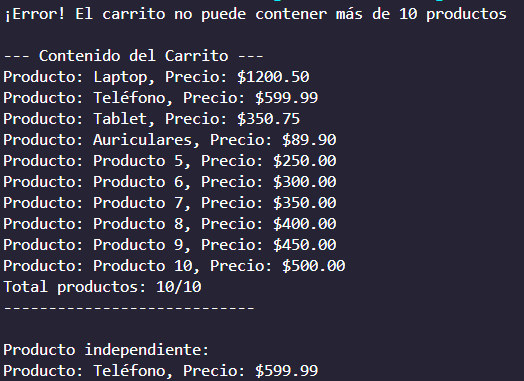 ¡Error! El carrito no puede contener más de 10 productos
--- Contenido del Carrito ---
Producto: Laptop, Precio: $1200.50
Producto: Teléfono, Precio: $599.99
Producto: Tablet, Precio: $350.75
Producto: Auriculares, Precio: $89.90
Producto: Producto 5, Precio: $250.00
Producto: Producto 6, Precio: $300.00
Producto: Producto 7, Precio: $350.00
Producto: Producto 8, Precio: $400.00
Producto: Producto 9, Precio: $450.00
Producto: Producto 10, Precio: $500.00
Total productos: 10/10
----------------------------
Producto independiente:
Producto: Teléfono, Precio: $599.99